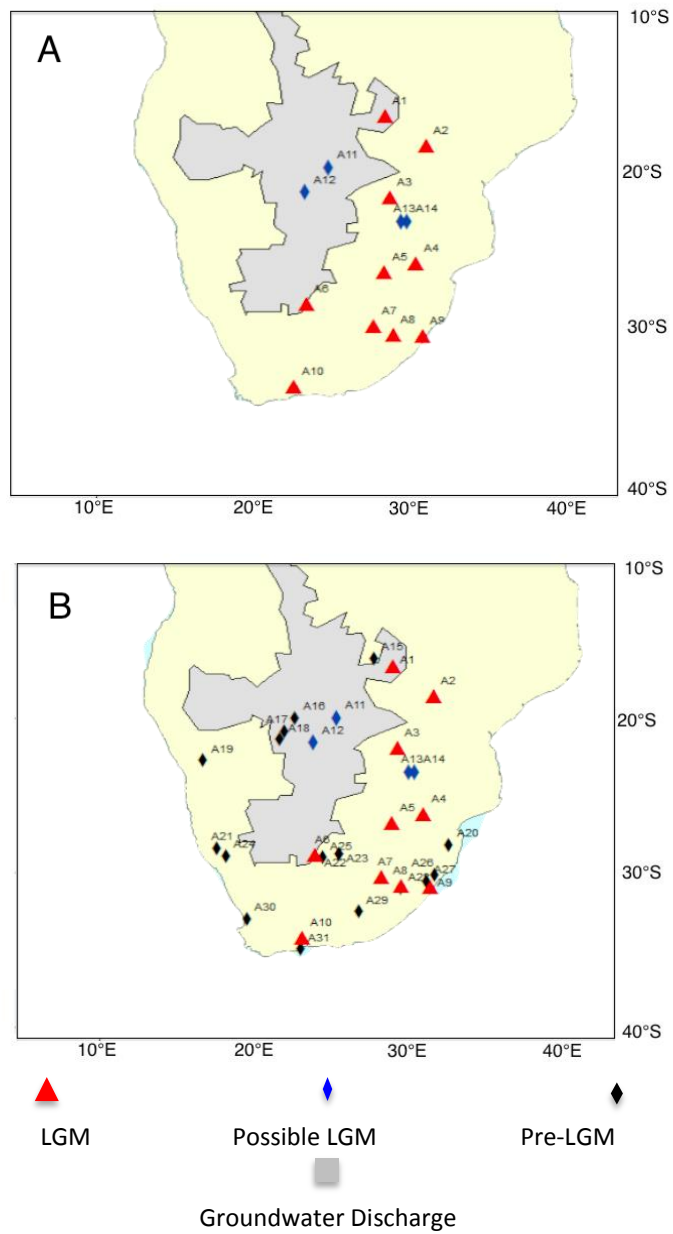 A
10°S
A1
A2
20°S
A11
A12
A3
A13A14
A4
A5
A6
30°S
A7
A8
A9
A10
40°S
10°E
20°E
30°E
40°E
B
10°S
A15
A1
A2
A16
A11
20°S
A17
A18
A12
A3
A19
A13A14
A4
A5
A20
A21
A24
A6
A25
A22
A23
30°S
A7
A26
A8
A27
A9
A30
A29
A10
A31
40°S
10°E
20°E
30°E
40°E
LGM
Possible LGM
Pre-LGM
Groundwater Discharge